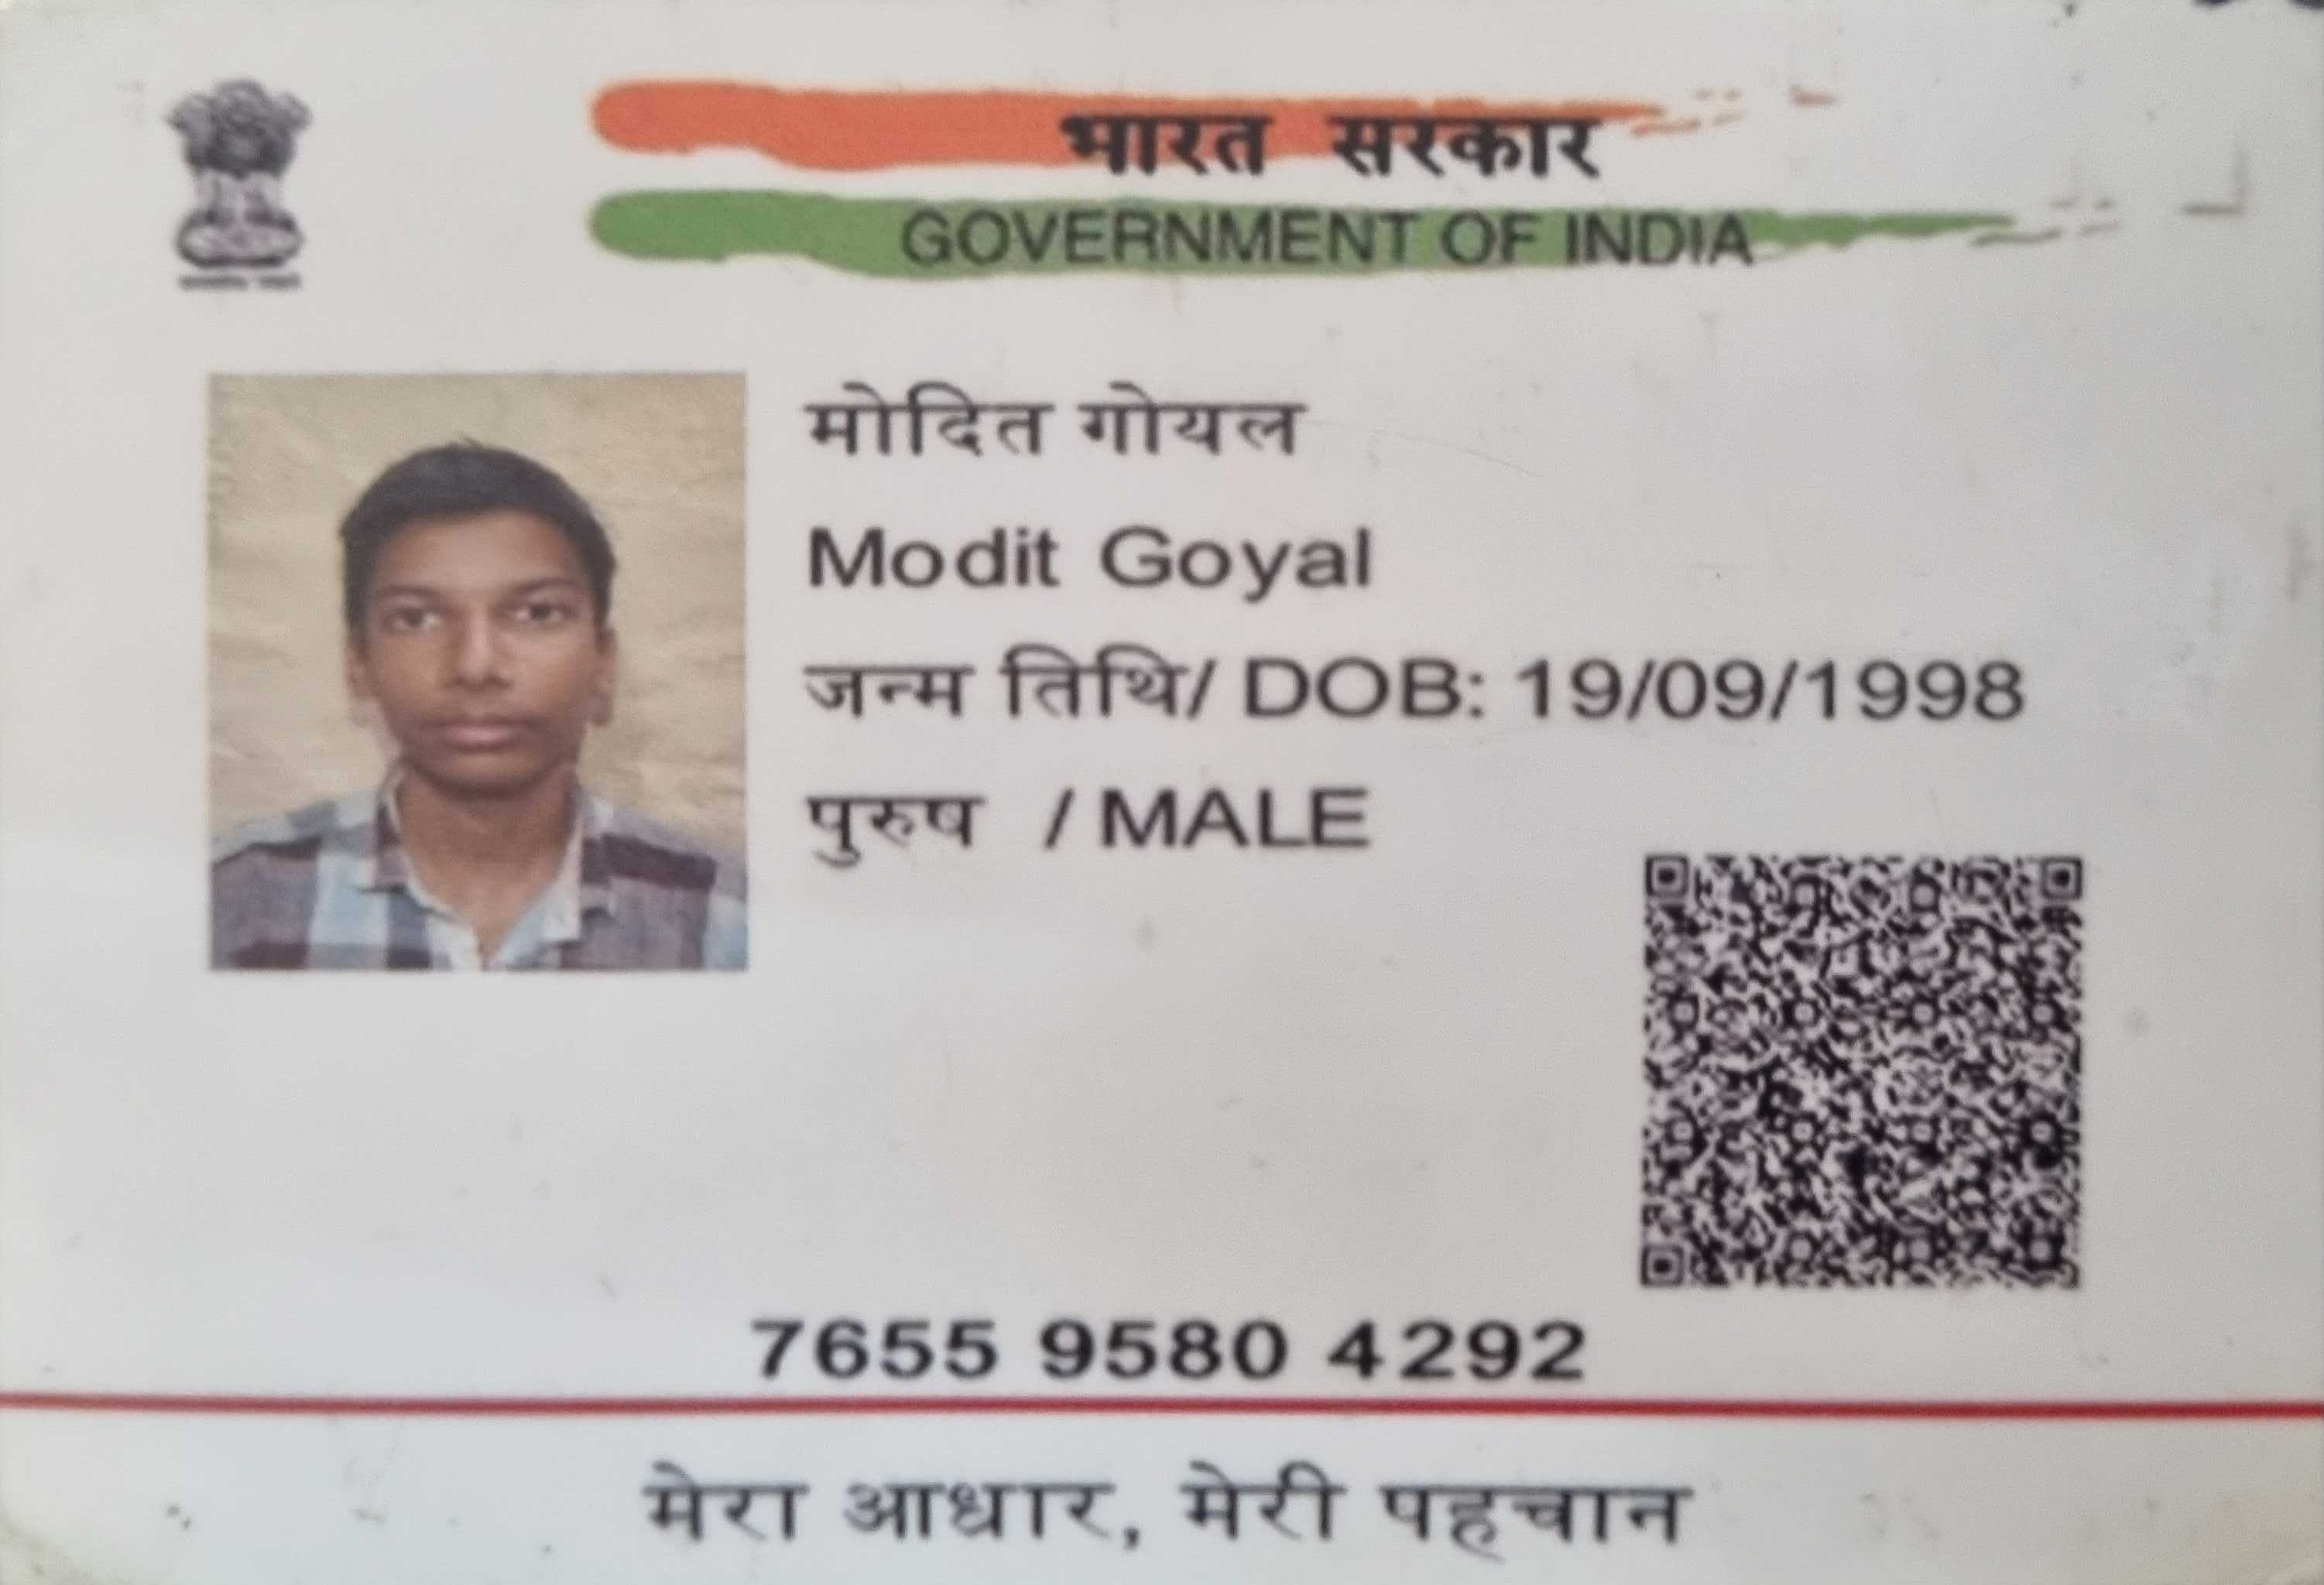 भारत सरकार
GOVERNMENT OF INDIA
मोदित गोयल
Modit Goyal
जन्म तिथि/ DOB: 19/09/1998
पुरुष / MALE
7655 9580 4292
मेरा आधार, मेरी पहचान